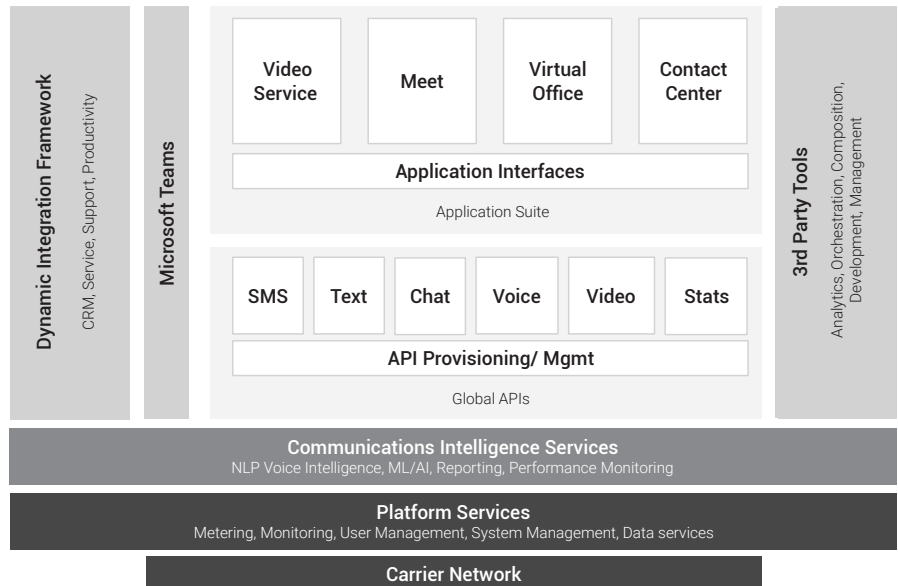 Dynamic Integration Framework
CRM, Service, Support, Productivity
Microsoft Teams
Video
Service
Meet
Virtual
Office
Contact
Center
Application Interfaces
Application Suite
SMS
Text
Chat
Voice
Video
Stats
API Provisioning/ Mgmt
Global APIs
3rd Party Tools
Analytics, Orchestration, Composition,
Development, Management
Communications Intelligence Services
NLP Voice Intelligence, ML/AI, Reporting, Performance Monitoring
Platform Services
Metering, Monitoring, User Management, System Management, Data services
Carrier Network